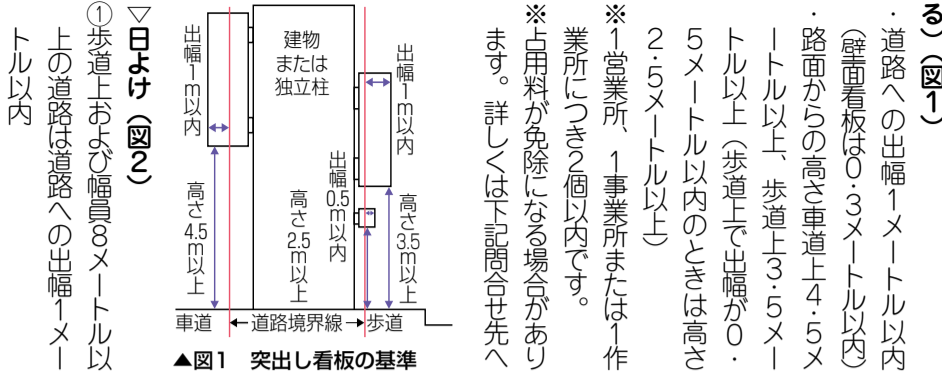 る）（図1）
・道路への出幅1メートル以内
（壁面看板は0・3メートル以内）
・路面からの高さ車道上4・5メ
ートル以上、歩道上3・5メー
トル以上（歩道上で出幅が0・
5メートル以内のときは高さ
2・5メートル以上）
※1営業所、1事業所または1作
業所につき2個以内です。
※占用料が免除になる場合があり
ます。詳しくは下記問合せ先へ
出幅1m以内
建物
または
独立柱
出幅1m以内
出幅0.5m以内
高さ4.5m以上
高さ2.5m以上
高さ3.5m以上
車道
道路境界線
歩道
▲図1　突出し看板の基準
▽日よけ（図2）
①歩道上および幅員8メートル以
上の道路は道路への出幅1メー
トル以内